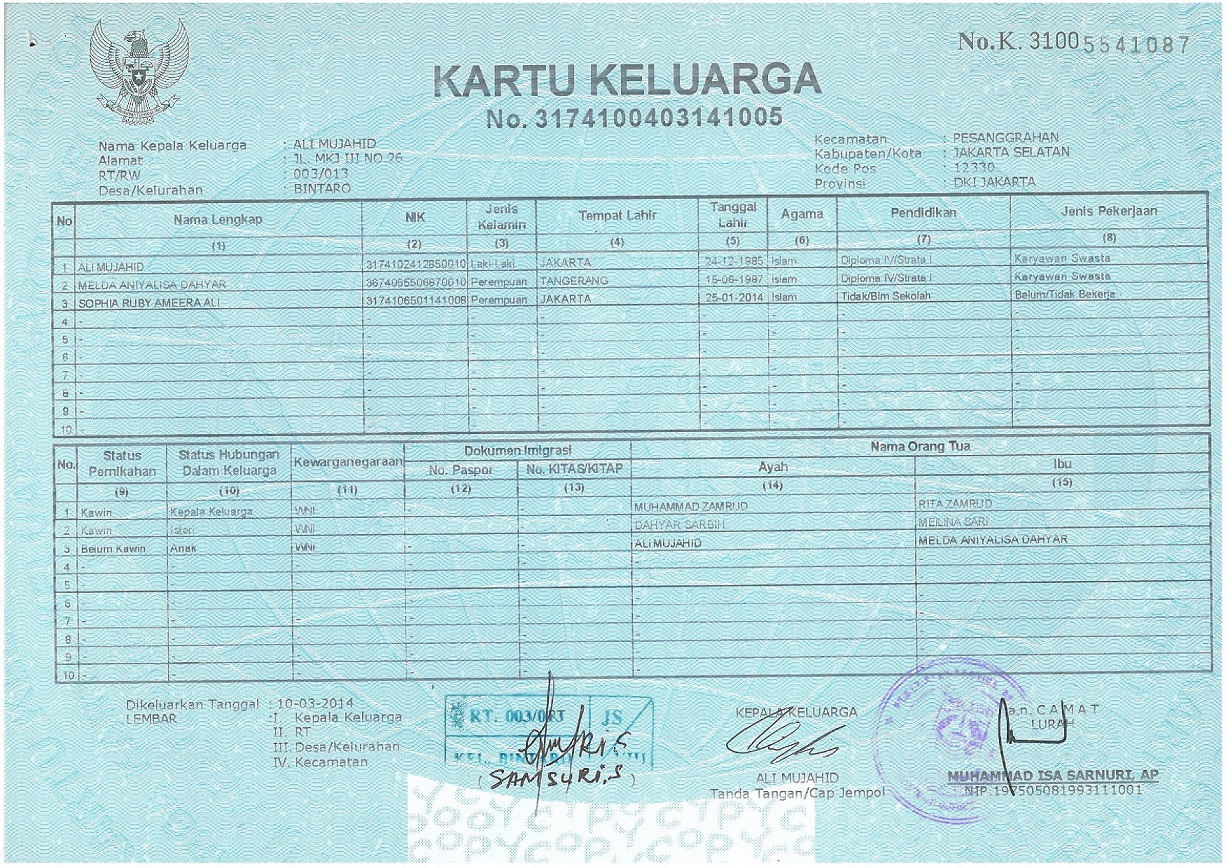 No.K. 3100 5541087
KARTU KELUARGA
No. 3174100403141005
Nama Kepala Keluarga : ALI MUJAHID
Alamat : JL. MKJ III NO 26
RT/RW : 003/013
Desa/Kelurahan : BINTARO
Kecamatan : PESANGGRAHAN
Kabupaten/Kota : JAKARTA SELATAN
Kode Pos : 12330
Provinsi : DKI JAKARTA
No Nama Lengkap NIK Jenis Kelamin Tempat Lahir Tanggal Lahir Agama Pendidikan Jenis Pekerjaan
(1) (2) (3) (4) (5) (6) (7) (8)
1 ALI MUJAHID 3174102412850010 Laki-Laki JAKARTA 24-12-1985 Islam Diploma IV/Strata I Karyawan Swasta
2 MELDA ANIYALISA DAHYAR 3674055506870010 Perempuan TANGERANG 15-06-1987 Islam Diploma IV/Strata I Karyawan Swasta
3 SOPHIA RUBY AMEERA ALI 3174106501141008 Perempuan JAKARTA 25-01-2014 Islam Tidak/Blm Sekolah Belum/Tidak Bekerja
4 - - - - - - - -
5 - - - - - - - -
6 - - - - - - - -
7 - - - - - - - -
8 - - - - - - - -
9 - - - - - - - -
10 - - - - - - - -
No. Status Pernikahan Status Hubungan Dalam Keluarga Kewarganegaraan Dokumen Imigrasi Nama Orang Tua
No. Paspor No. KITAS/KITAP Ayah Ibu
(9) (10) (11) (12) (13) (14) (15)
1 Kawin Kepala Keluarga WNI - - MUHAMMAD ZAMRUD RITA ZAMRUD
2 Kawin Isteri WNI - - DAHYAR SARBIH MEILINA SARI
3 Belum Kawin Anak WNI - - ALI MUJAHID MELDA ANIYALISA DAHYAR
4 - - - - - - -
5 - - - - - - -
6 - - - - - - -
7 - - - - - - -
8 - - - - - - -
9 - - - - - - -
10 - - - - - - -
Dikeluarkan Tanggal : 10-03-2014
LEMBAR : I. Kepala Keluarga
II. RT
III. Desa/Kelurahan
IV. Kecamatan
RT. 003/013 JS
KEL. BINTARO
( SAMSURI.S )
KEPALA KELUARGA
ALI MUJAHID
Tanda Tangan/Cap Jempol
a.n. CAMAT
LURAH
MUHAMMAD ISA SARNURI, AP
NIP.197505081993111001
COPY COPY COPY